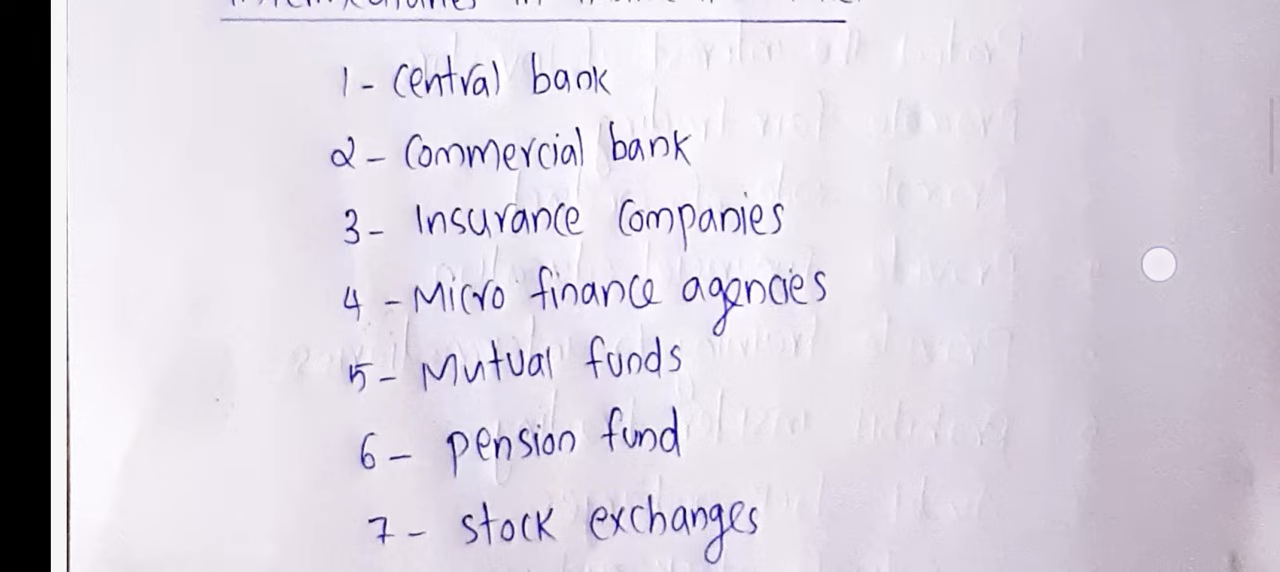 1 - Central bank
2 - Commercial bank
3 - Insurance Companies
4 - Micro finance agencies
5 - Mutual funds
6 - pension fund
7 - stock exchanges